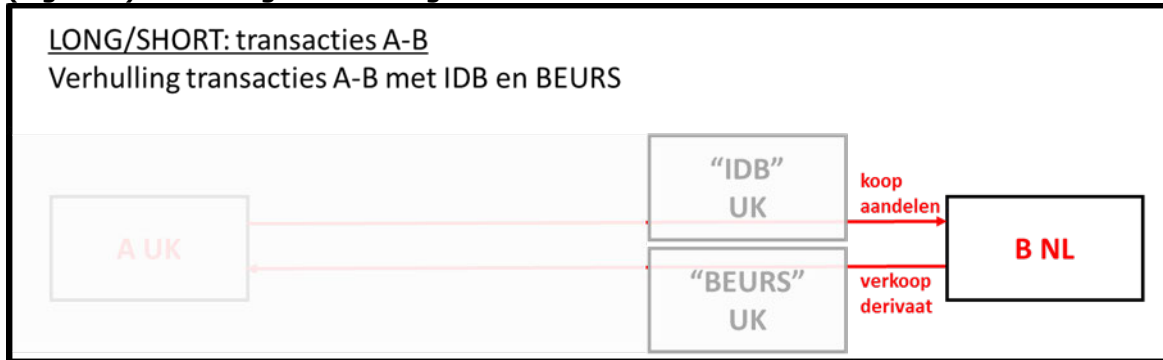 LONG/SHORT: transacties A-B
Verhulling transacties A-B met IDB en BEURS
"IDB"
UK
koop
aandelen
A UK
B NL
"BEURS"
UK
verkoop
derivaat